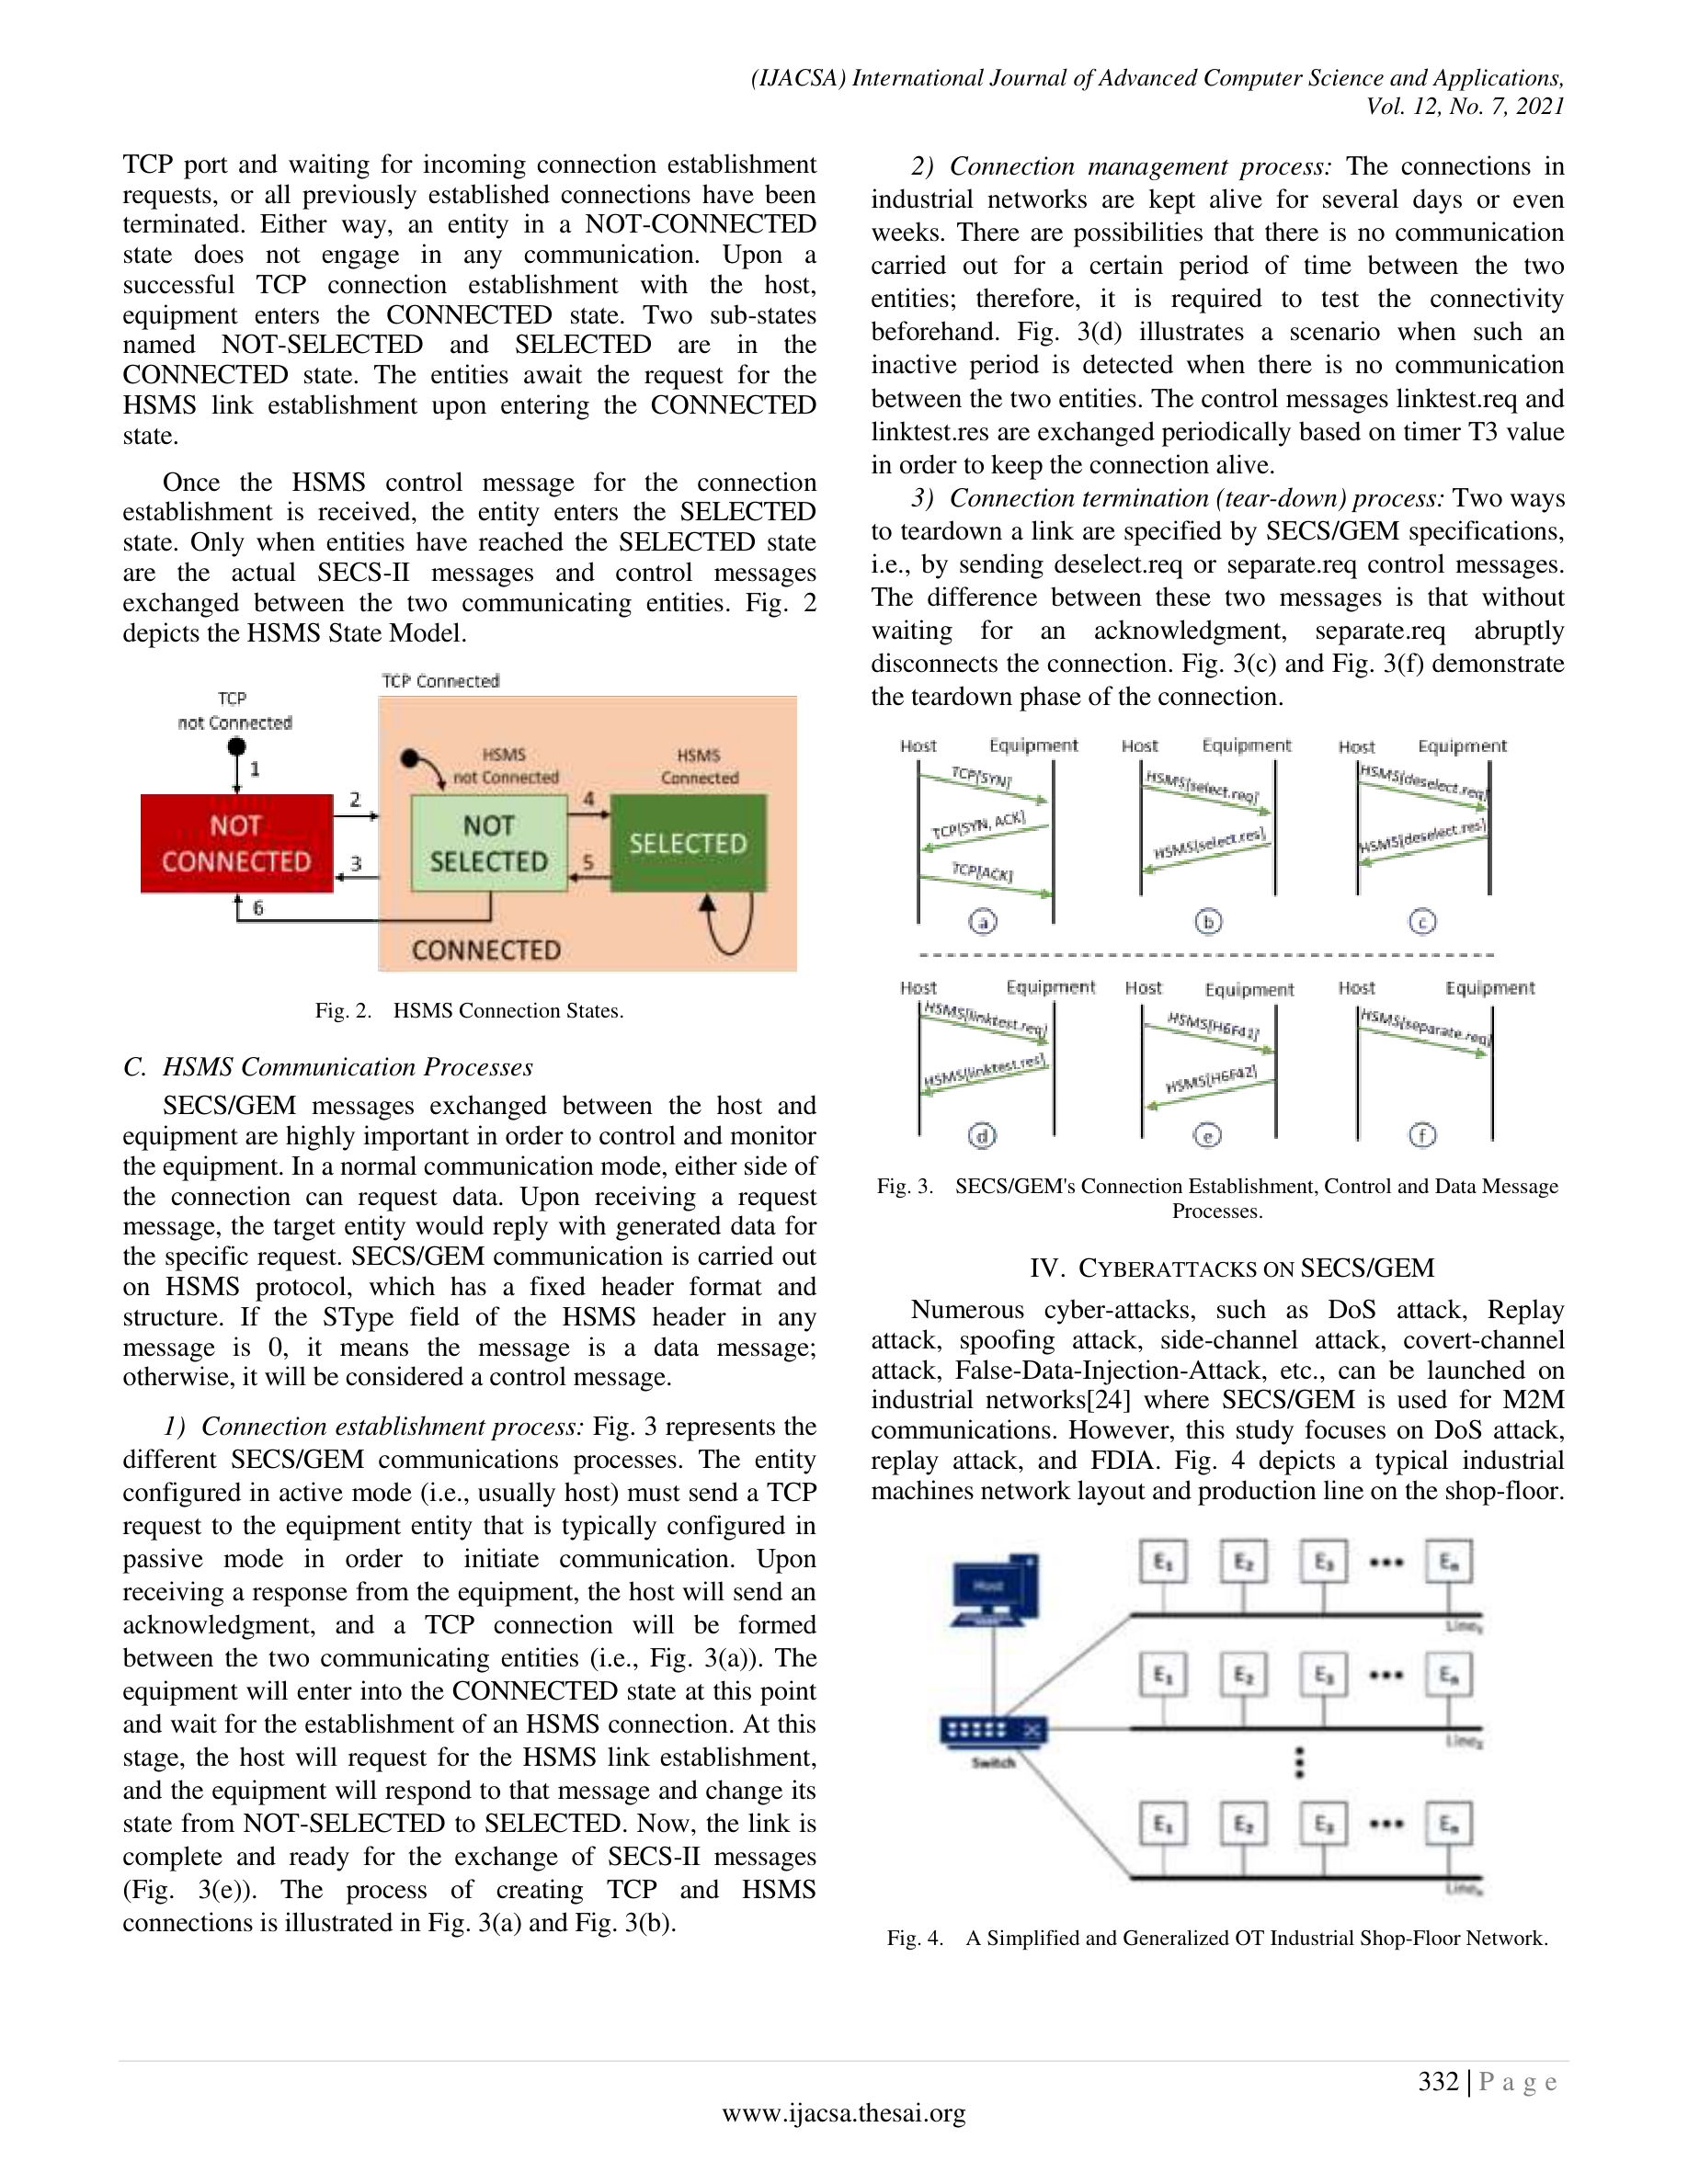 (IJACSA) International Journal of Advanced Computer Science and Applications,
Vol. 12, No. 7, 2021
TCP port and waiting for incoming connection establishment
requests, or all previously established connections have been
terminated. Either way, an entity in a NOT-CONNECTED
state does not engage in any communication. Upon a
successful TCP connection establishment with the host,
equipment enters the CONNECTED state. Two sub-states
named NOT-SELECTED and SELECTED are in the
CONNECTED state. The entities await the request for the
HSMS link establishment upon entering the CONNECTED
state.
Once the HSMS control message for the connection
establishment is received, the entity enters the SELECTED
state. Only when entities have reached the SELECTED state
are the actual SECS-II messages and control messages
exchanged between the two communicating entities. Fig. 2
depicts the HSMS State Model.
TCP Connected
TCP
not Connected
1
HSMS
not Connected
HSMS
Connected
NOT
CONNECTED
2
3
NOT
SELECTED
4
5
SELECTED
6
CONNECTED
Fig. 2. HSMS Connection States.
C. HSMS Communication Processes
SECS/GEM messages exchanged between the host and
equipment are highly important in order to control and monitor
the equipment. In a normal communication mode, either side of
the connection can request data. Upon receiving a request
message, the target entity would reply with generated data for
the specific request. SECS/GEM communication is carried out
on HSMS protocol, which has a fixed header format and
structure. If the SType field of the HSMS header in any
message is 0, it means the message is a data message;
otherwise, it will be considered a control message.
1) Connection establishment process: Fig. 3 represents the
different SECS/GEM communications processes. The entity
configured in active mode (i.e., usually host) must send a TCP
request to the equipment entity that is typically configured in
passive mode in order to initiate communication. Upon
receiving a response from the equipment, the host will send an
acknowledgment, and a TCP connection will be formed
between the two communicating entities (i.e., Fig. 3(a)). The
equipment will enter into the CONNECTED state at this point
and wait for the establishment of an HSMS connection. At this
stage, the host will request for the HSMS link establishment,
and the equipment will respond to that message and change its
state from NOT-SELECTED to SELECTED. Now, the link is
complete and ready for the exchange of SECS-II messages
(Fig. 3(e)). The process of creating TCP and HSMS
connections is illustrated in Fig. 3(a) and Fig. 3(b).
2) Connection management process: The connections in
industrial networks are kept alive for several days or even
weeks. There are possibilities that there is no communication
carried out for a certain period of time between the two
entities; therefore, it is required to test the connectivity
beforehand. Fig. 3(d) illustrates a scenario when such an
inactive period is detected when there is no communication
between the two entities. The control messages linktest.req and
linktest.res are exchanged periodically based on timer T3 value
in order to keep the connection alive.
3) Connection termination (tear-down) process: Two ways
to teardown a link are specified by SECS/GEM specifications,
i.e., by sending deselect.req or separate.req control messages.
The difference between these two messages is that without
waiting for an acknowledgment, separate.req abruptly
disconnects the connection. Fig. 3(c) and Fig. 3(f) demonstrate
the teardown phase of the connection.
Host Equipment
TCP[SYN]
TCP[SYN, ACK]
TCP[ACK]
a
Host Equipment
HSMS[select.req]
HSMS[select.res]
b
Host Equipment
HSMS[deselect.req]
HSMS[deselect.res]
c
Host Equipment
HSMS[linktest.req]
HSMS[linktest.res]
d
Host Equipment
HSMS[H6F41]
HSMS[H6F42]
e
Host Equipment
HSMS[separate.req]
f
Fig. 3. SECS/GEM's Connection Establishment, Control and Data Message
Processes.
IV. CYBERATTACKS ON SECS/GEM
Numerous cyber-attacks, such as DoS attack, Replay
attack, spoofing attack, side-channel attack, covert-channel
attack, False-Data-Injection-Attack, etc., can be launched on
industrial networks[24] where SECS/GEM is used for M2M
communications. However, this study focuses on DoS attack,
replay attack, and FDIA. Fig. 4 depicts a typical industrial
machines network layout and production line on the shop-floor.
Host
E₁ E₂ E₃ ••• Eₙ
Line₁
E₁ E₂ E₃ ••• Eₙ
Line₂
Switch
E₁ E₂ E₃ ••• Eₙ
Lineₙ
Fig. 4. A Simplified and Generalized OT Industrial Shop-Floor Network.
332 | Page
www.ijacsa.thesai.org